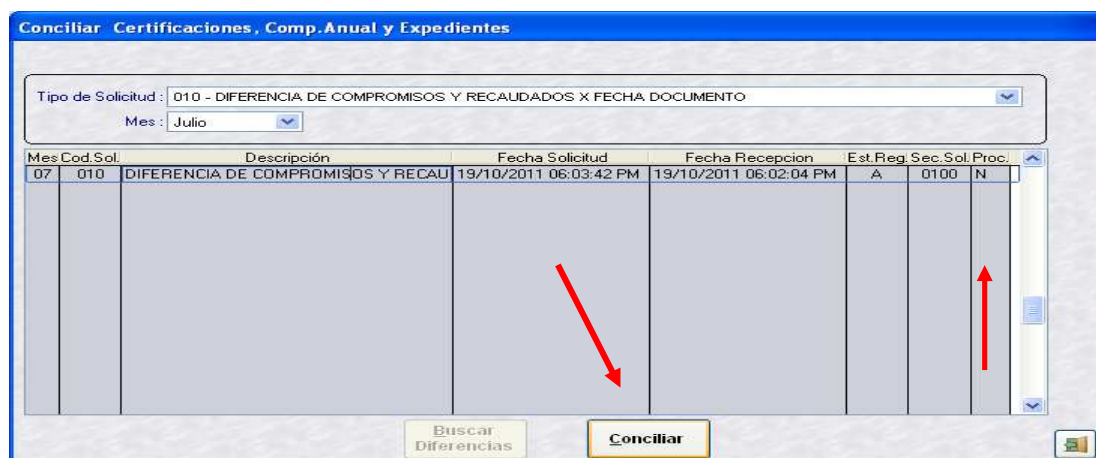 Conciliar Certificaciones, Comp.Anual y Expedientes
Tipo de Solicitud : 010 - DIFERENCIA DE COMPROMISOS Y RECAUDADOS X FECHA DOCUMENTO
Mes : Julio
Mes Cod.Sol. Descripción Fecha Solicitud Fecha Recepcion Est.Reg. Sec.Sol. Proc.
07 010 DIFERENCIA DE COMPROMISOS Y RECAU 19/10/2011 06:03:42 PM 19/10/2011 06:02:04 PM A 0100 N
Buscar
Diferencias
Conciliar